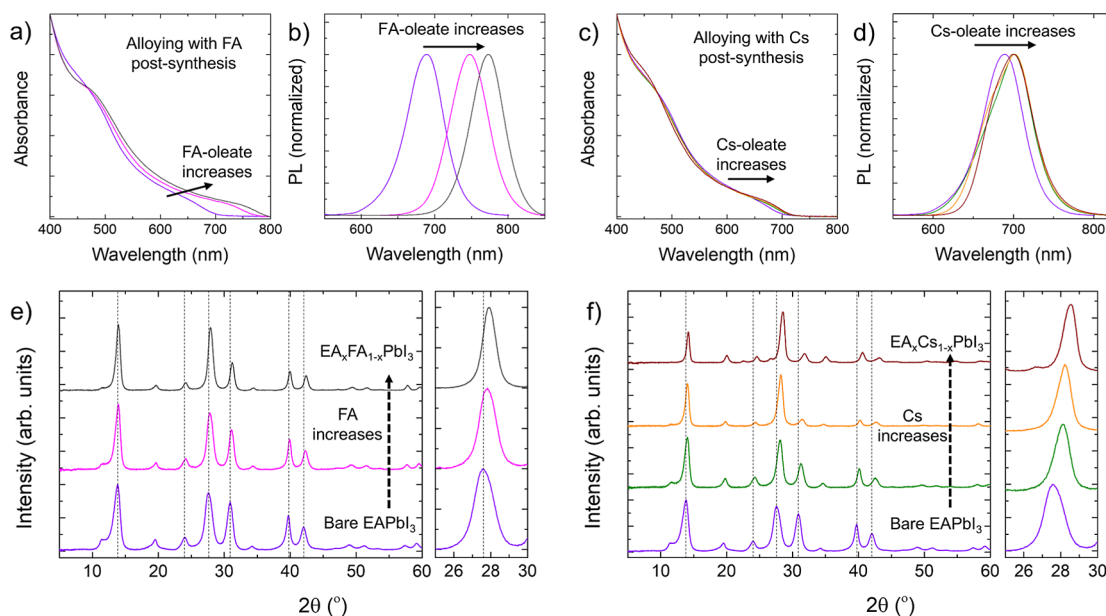 a)
Alloying with FA
post-synthesis
FA-oleate
increases
Absorbance
400 500 600 700 800
Wavelength (nm)
b)
FA-oleate increases
PL (normalized)
600 700 800
Wavelength (nm)
c)
Alloying with Cs
post-synthesis
Cs-oleate
increases
Absorbance
400 500 600 700 800
Wavelength (nm)
d)
Cs-oleate increases
PL (normalized)
600 700 800
Wavelength (nm)
e)
EAₓFA₁₋ₓPbI₃
FA
increases
Bare EAPbI₃
Intensity (arb. units)
10 20 30 40 50 60
26 28 30
2θ (°)
f)
EAₓCs₁₋ₓPbI₃
Cs
increases
Bare EAPbI₃
Intensity (arb. units)
10 20 30 40 50 60
26 28 30
2θ (°)